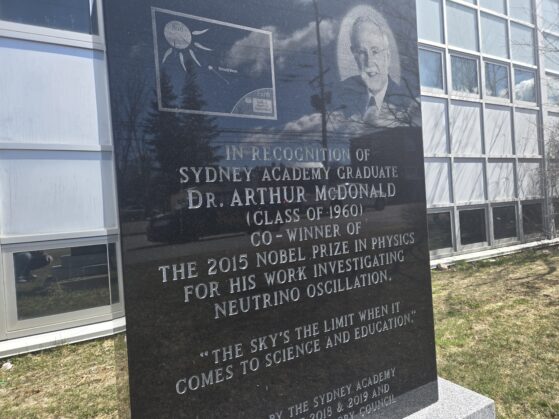 IN RECOGNITION OF
SYDNEY ACADEMY GRADUATE
DR. ARTHUR MCDONALD
(CLASS OF 1960)
CO-WINNER OF
THE 2015 NOBEL PRIZE IN PHYSICS
FOR HIS WORK INVESTIGATING
NEUTRINO OSCILLATION.
"THE SKY'S THE LIMIT WHEN IT
COMES TO SCIENCE AND EDUCATION."
BY THE SYDNEY ACADEMY
2018 & 2019 AND
COUNCIL